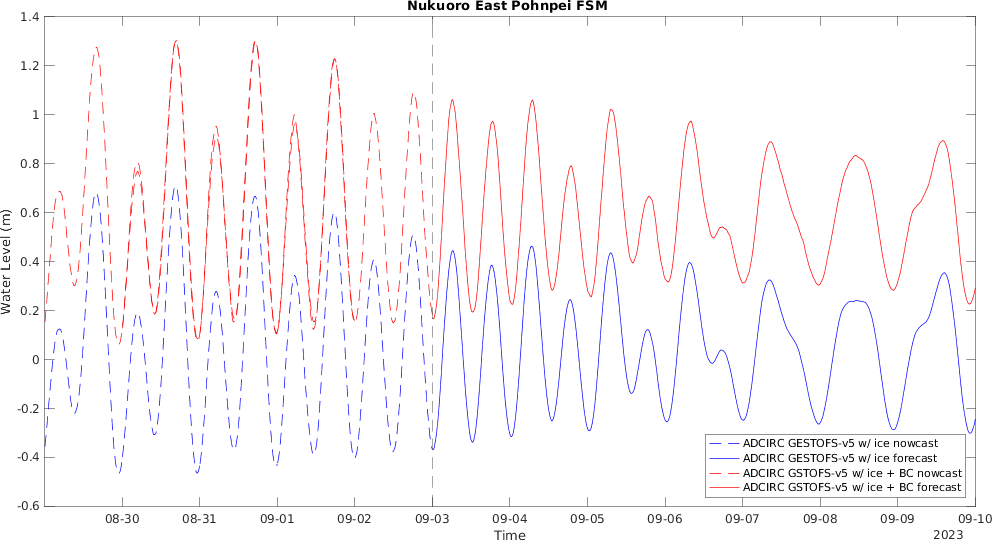 Nukuoro East Pohnpei FSM
1.4
1.2
1
0.8
0.6
0.4
0.2
0
-0.2
-0.4
-0.6
Water Level (m)
ADCIRC GESTOFS-v5 w/ ice nowcast
ADCIRC GESTOFS-v5 w/ ice forecast
ADCIRC GSTOFS-v5 w/ ice + BC nowcast
ADCIRC GSTOFS-v5 w/ ice + BC forecast
08-30 08-31 09-01 09-02 09-03 09-04 09-05 09-06 09-07 09-08 09-09 09-10
Time
2023